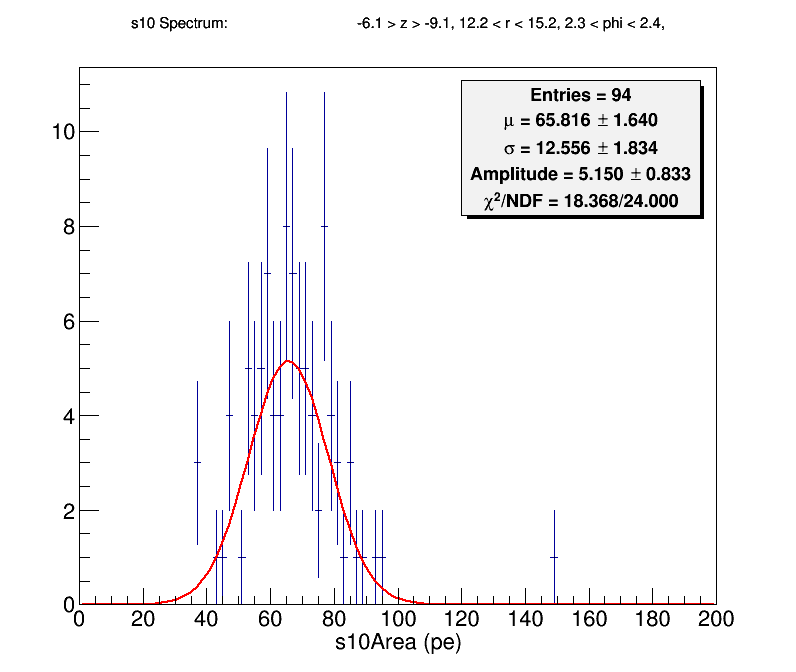 s10 Spectrum: -6.1 > z > -9.1, 12.2 < r < 15.2, 2.3 < phi < 2.4,
Entries = 94
μ = 65.816 ± 1.640
σ = 12.556 ± 1.834
Amplitude = 5.150 ± 0.833
χ²/NDF = 18.368/24.000
10
8
6
4
2
0
0 20 40 60 80 100 120 140 160 180 200
s10Area (pe)